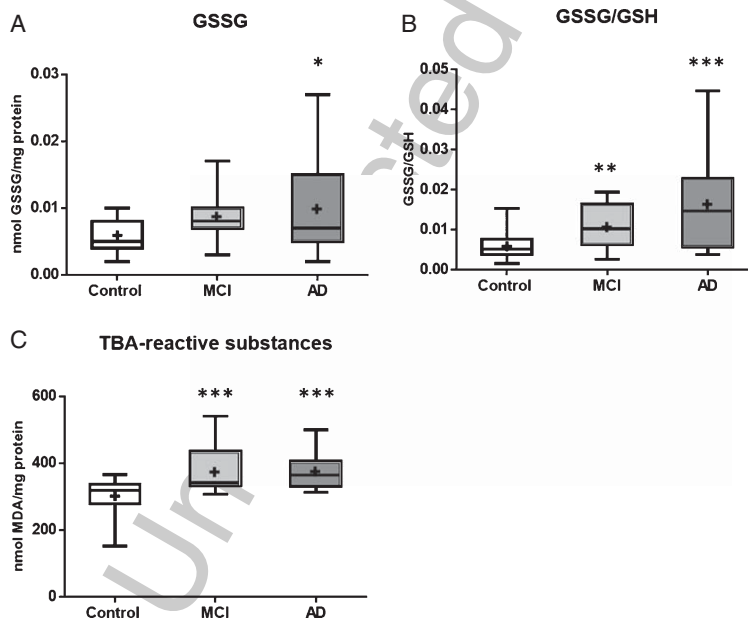 A
GSSG
*
nmol GSSG/mg protein
0.03
0.02
0.01
0.00
Control
MCI
AD
B
GSSG/GSH
***
**
GSSG/GSH
0.05
0.04
0.03
0.02
0.01
0.00
Control
MCI
AD
C
TBA-reactive substances
***
***
nmol MDA/mg protein
600
400
200
0
Control
MCI
AD